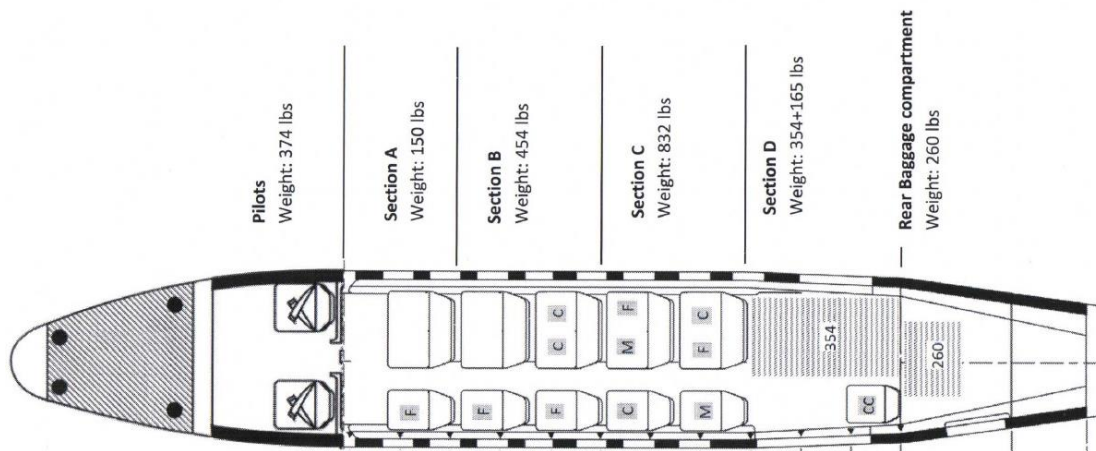 Pilots
Weight: 374 lbs
Section A
Weight: 150 lbs
Section B
Weight: 454 lbs
Section C
Weight: 832 lbs
Section D
Weight: 354+165 lbs
Rear Baggage compartment
Weight: 260 lbs
F
F
F C C
C M F
M F C
354
CC
260